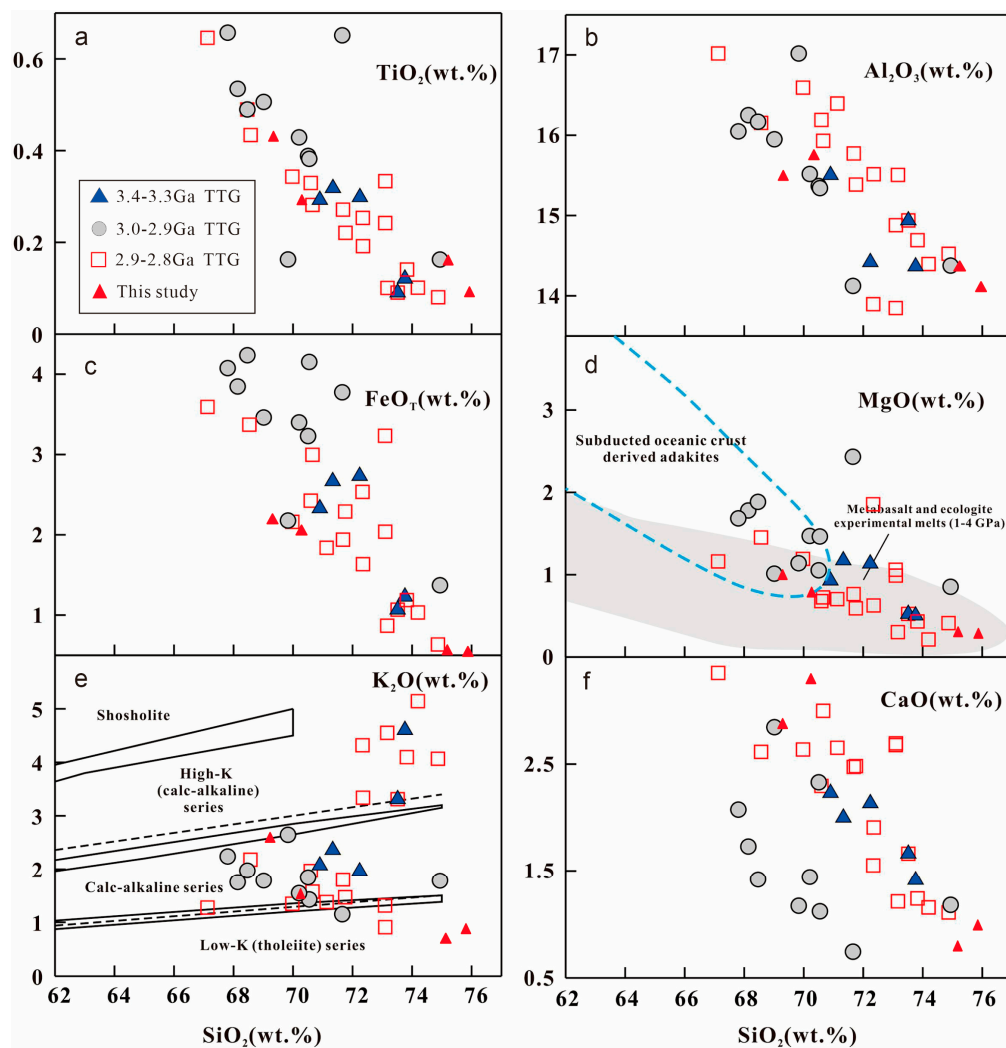 a
TiO₂(wt.%)
0.6
0.4
0.2
0
3.4-3.3Ga TTG
3.0-2.9Ga TTG
2.9-2.8Ga TTG
This study
b
Al₂O₃(wt.%)
17
16
15
14
c
FeO_T(wt.%)
4
3
2
1
d
MgO(wt.%)
3
2
1
0
Subducted oceanic crust
derived adakites
Metabasalt and ecologite
experimental melts (1-4 GPa)
e
K₂O(wt.%)
5
4
3
2
1
0
Shosholite
High-K
(calc-alkaline)
series
Calc-alkaline series
Low-K (tholeiite) series
62 64 66 68 70 72 74 76
SiO₂(wt.%)
f
CaO(wt.%)
2.5
1.5
0.5
62 64 66 68 70 72 74 76
SiO₂(wt.%)